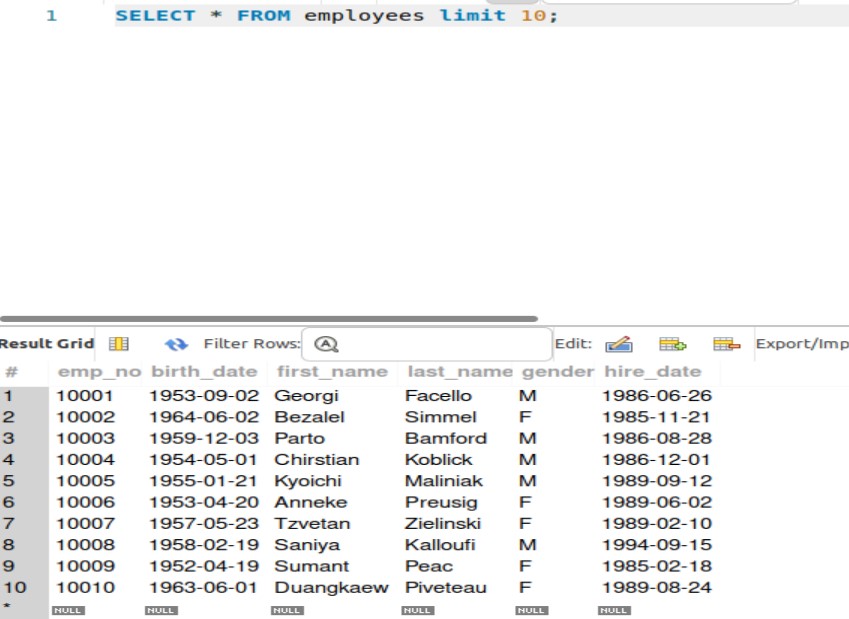 1 SELECT * FROM employees limit 10;
Result Grid Filter Rows: Edit: Export/Imp
# emp_no birth_date first_name last_name gender hire_date
1 10001 1953-09-02 Georgi Facello M 1986-06-26
2 10002 1964-06-02 Bezalel Simmel F 1985-11-21
3 10003 1959-12-03 Parto Bamford M 1986-08-28
4 10004 1954-05-01 Chirstian Koblick M 1986-12-01
5 10005 1955-01-21 Kyoichi Maliniak M 1989-09-12
6 10006 1953-04-20 Anneke Preusig F 1989-06-02
7 10007 1957-05-23 Tzvetan Zielinski F 1989-02-10
8 10008 1958-02-19 Saniya Kalloufi M 1994-09-15
9 10009 1952-04-19 Sumant Peac F 1985-02-18
10 10010 1963-06-01 Duangkaew Piveteau F 1989-08-24
* NULL NULL NULL NULL NULL NULL